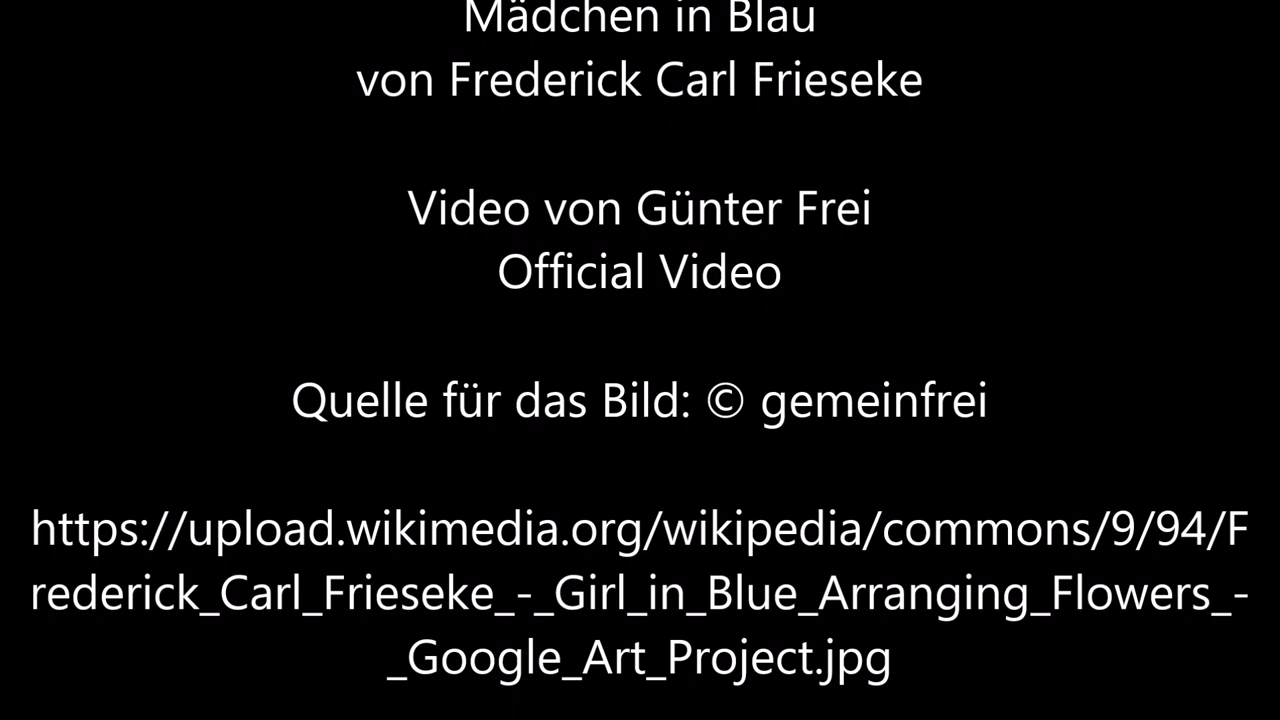 Mädchen in Blau
von Frederick Carl Frieseke
Video von Günter Frei
Official Video
Quelle für das Bild: © gemeinfrei
https://upload.wikimedia.org/wikipedia/commons/9/94/F
rederick_Carl_Frieseke_-_Girl_in_Blue_Arranging_Flowers_-
_Google_Art_Project.jpg